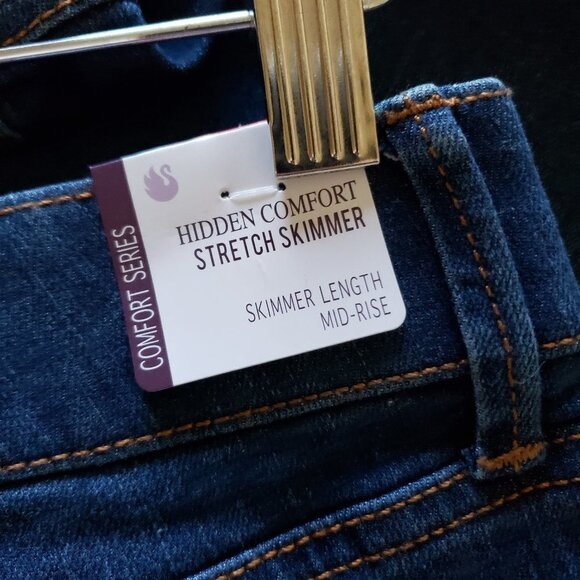 HIDDEN COMFORT
STRETCH SKIMMER
SKIMMER LENGTH
MID-RISE
COMFORT SERIES